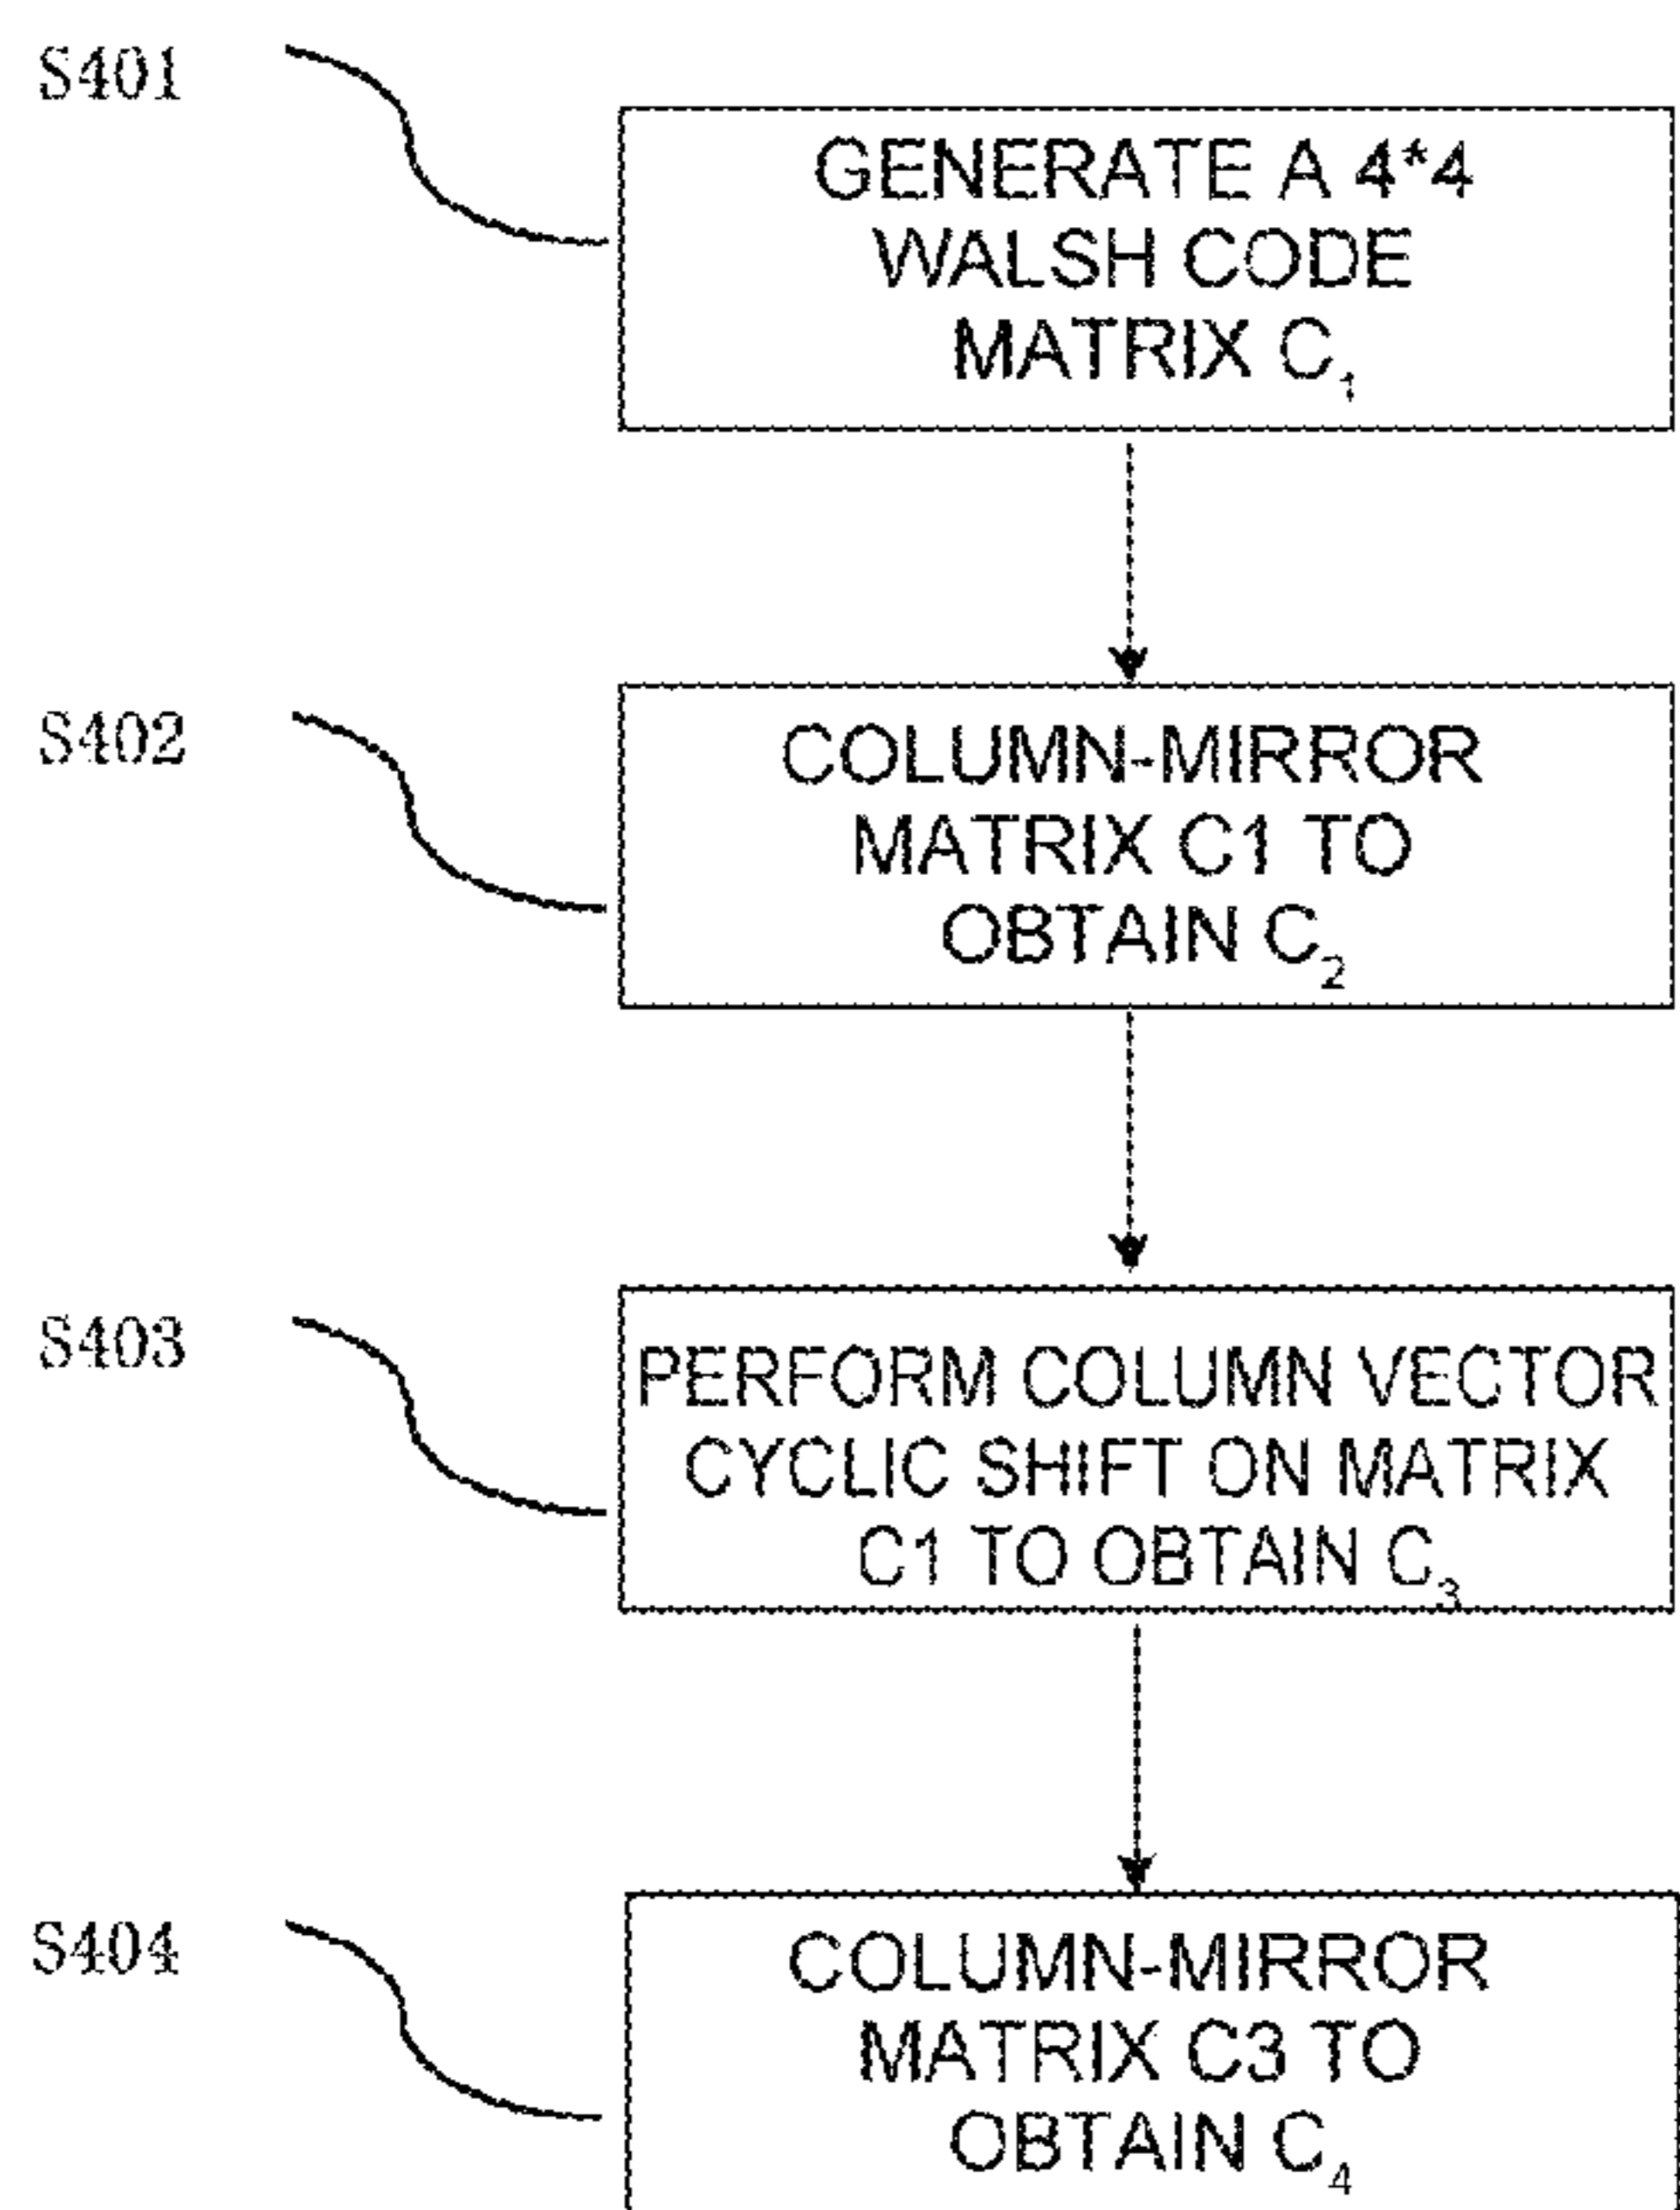 S401
GENERATE A 4*4
WALSH CODE
MATRIX C₁
S402
COLUMN-MIRROR
MATRIX C1 TO
OBTAIN C₂
S403
PERFORM COLUMN VECTOR
CYCLIC SHIFT ON MATRIX
C1 TO OBTAIN C₃
S404
COLUMN-MIRROR
MATRIX C3 TO
OBTAIN C₄